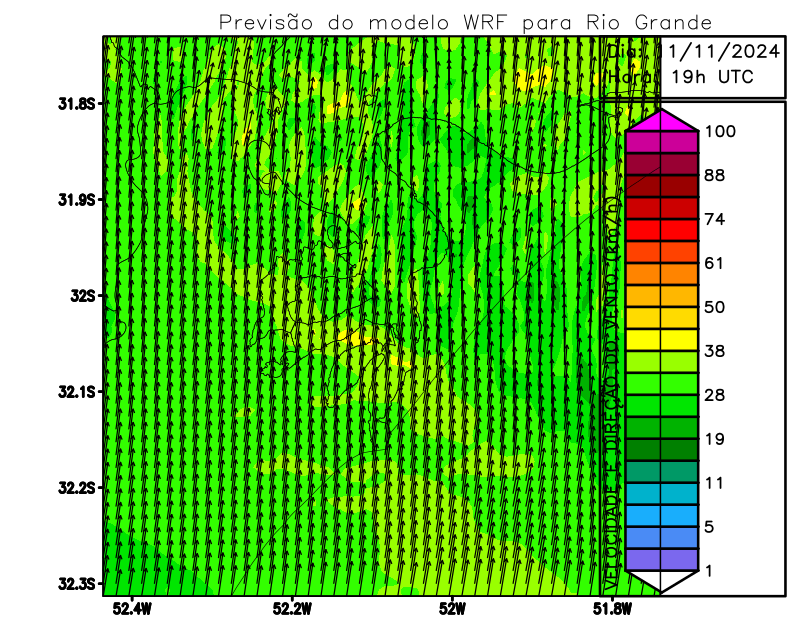 Previsão do modelo WRF para Rio Grande
Dia: 11/11/2024
Hora: 19h UTC
31.8S
31.9S
32S
32.1S
32.2S
32.3S
52.4W
52.2W
52W
51.8W
VELOCIDADE E DIREÇÃO DO VENTO (km/h)
100
88
74
61
50
38
28
19
11
5
1